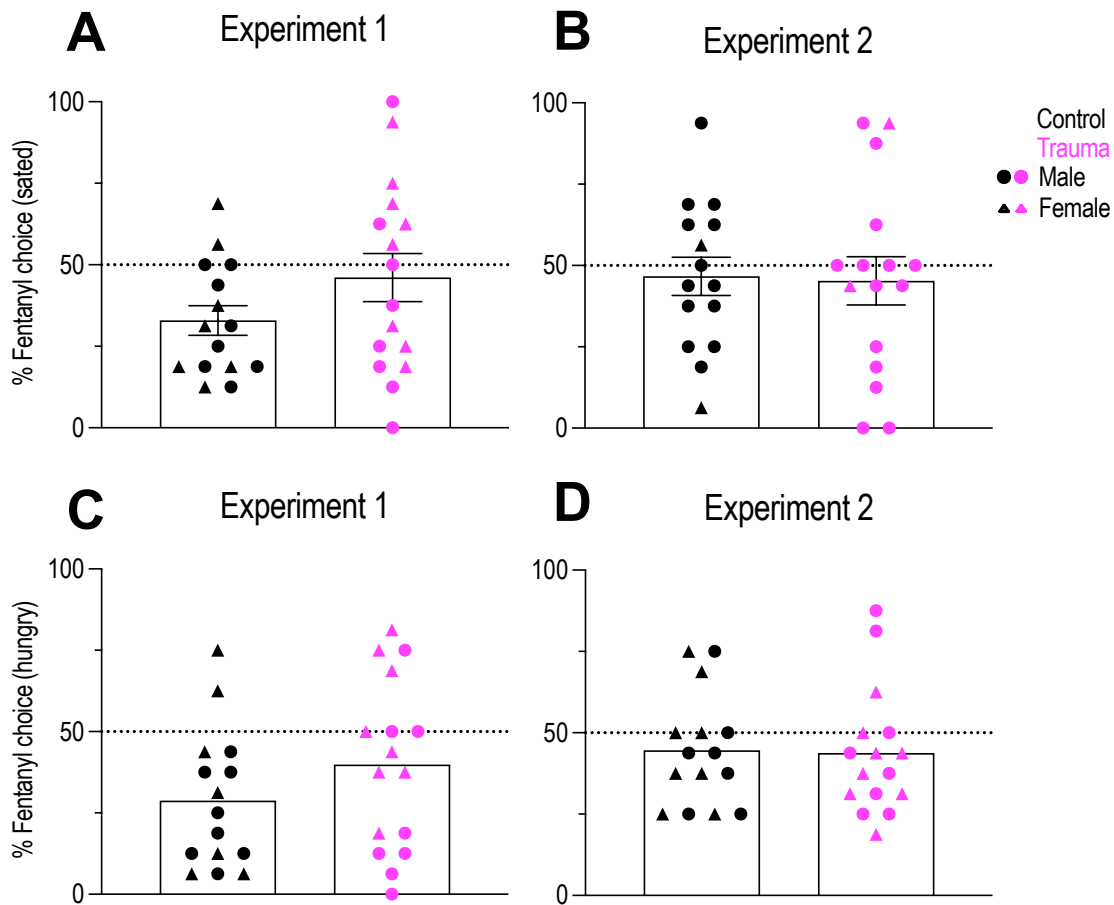 A
Experiment 1
% Fentanyl choice (sated)
100
50
0
B
Experiment 2
100
50
0
Control
Trauma
Male
Female
C
Experiment 1
% Fentanyl choice (hungry)
100
50
0
D
Experiment 2
100
50
0